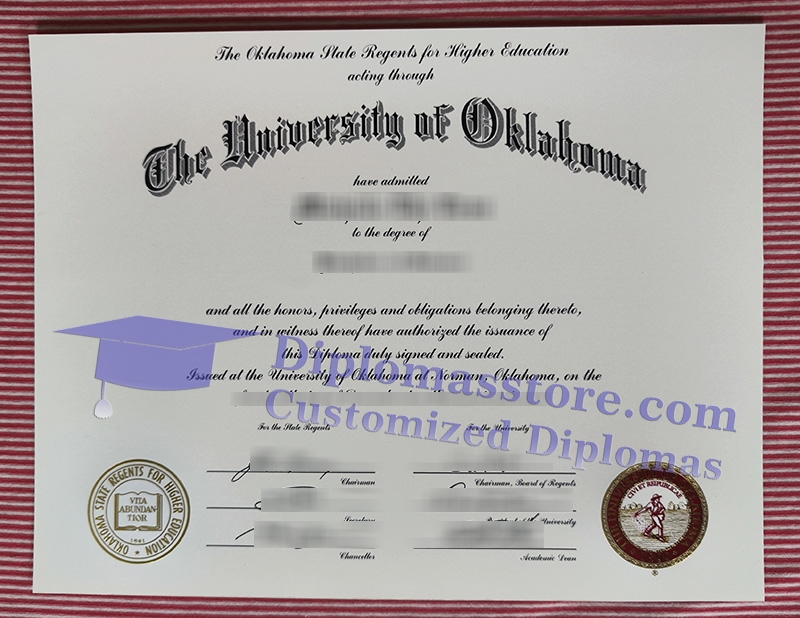 The Oklahoma State Regents for Higher Education
acting through
The University of Oklahoma
have admitted
to the degree of
and all the honors, privileges and obligations belonging thereto,
and in witness thereof have authorized the issuance of
this Diploma duly signed and sealed.
Issued at the University of Oklahoma at Norman, Oklahoma, on the
Diplomasstore.com
Customized Diplomas
For the State Regents
For the University
Chairman
Chairman, Board of Regents
Secretary
University
Chancellor
Academic Dean
OKLAHOMA STATE REGENTS FOR HIGHER EDUCATION
VITA
ABUNDAN-
TIOR
1941
CIVI ET REIPUBLICAE
®